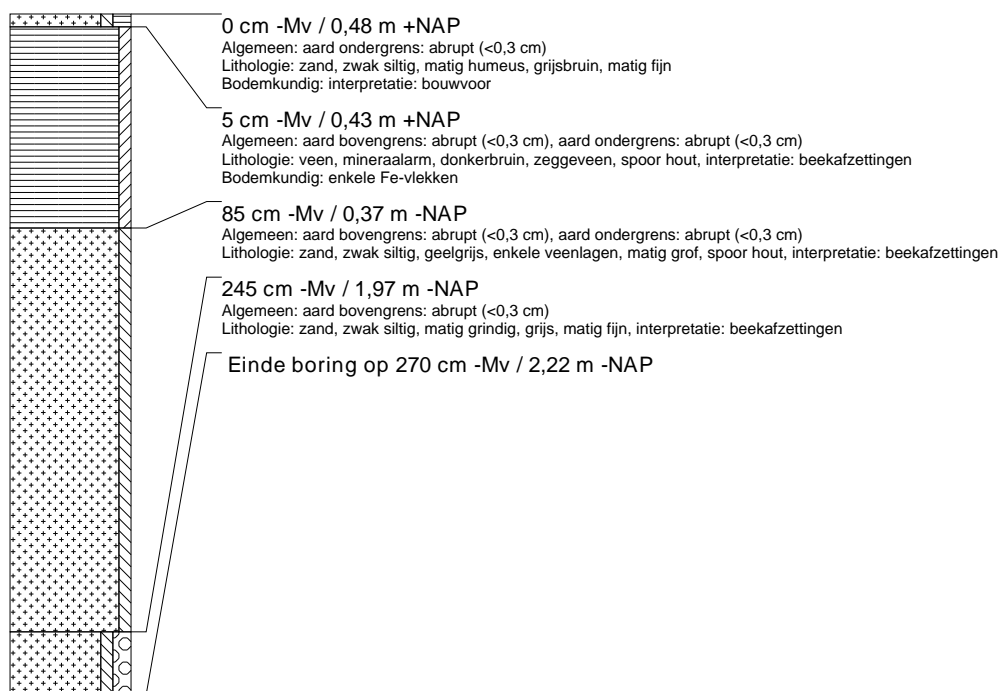 0 cm -Mv / 0,48 m +NAP
Algemeen: aard ondergrens: abrupt (<0,3 cm)
Lithologie: zand, zwak siltig, matig humeus, grijsbruin, matig fijn
Bodemkundig: interpretatie: bouwvoor
5 cm -Mv / 0,43 m +NAP
Algemeen: aard bovengrens: abrupt (<0,3 cm), aard ondergrens: abrupt (<0,3 cm)
Lithologie: veen, mineraalarm, donkerbruin, zeggeveen, spoor hout, interpretatie: beekafzettingen
Bodemkundig: enkele Fe-vlekken
85 cm -Mv / 0,37 m -NAP
Algemeen: aard bovengrens: abrupt (<0,3 cm), aard ondergrens: abrupt (<0,3 cm)
Lithologie: zand, zwak siltig, geelgrijs, enkele veenlagen, matig grof, spoor hout, interpretatie: beekafzettingen
245 cm -Mv / 1,97 m -NAP
Algemeen: aard bovengrens: abrupt (<0,3 cm)
Lithologie: zand, zwak siltig, matig grindig, grijs, matig fijn, interpretatie: beekafzettingen
Einde boring op 270 cm -Mv / 2,22 m -NAP